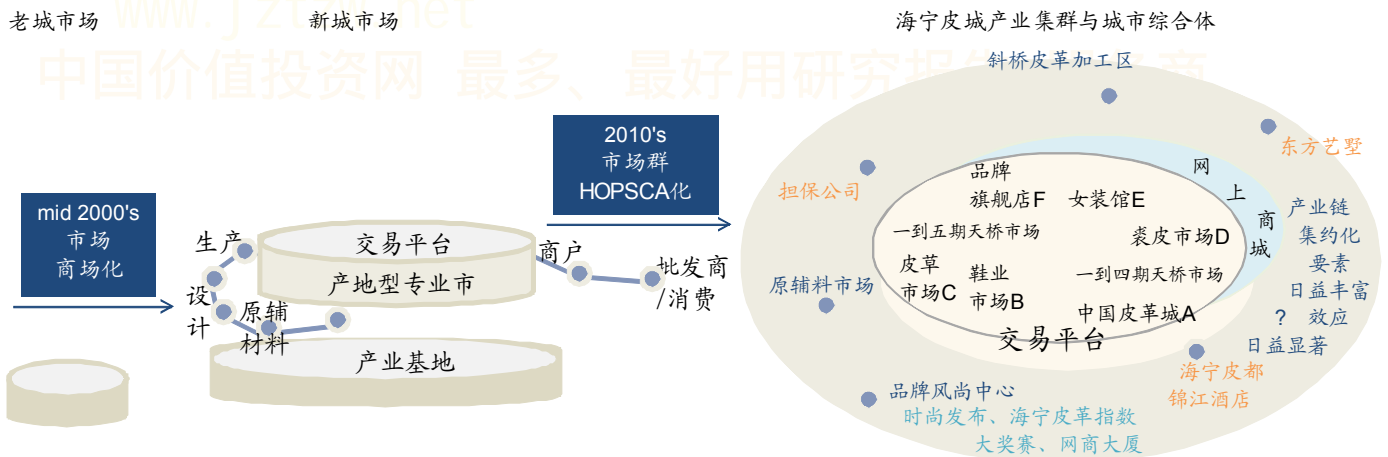 www.jztzw.net
中国价值投资网 最多、最好用研究报告服务商
老城市场
新城市场
海宁皮城产业集群与城市综合体
mid 2000's
市场
商场化
生产
设计
原辅
材料
交易平台
产地型专业市
产业基地
商户
批发商
/消费
2010's
市场群
HOPSCA化
斜桥皮革加工区
东方艺墅
担保公司
原辅料市场
品牌
旗舰店F
女装馆E
一到五期天桥市场
裘皮市场D
皮草
市场C
鞋业
市场B
一到四期天桥市场
中国皮革城A
交易平台
网上商城
产业链
集约化
要素
日益丰富
? 效应
日益显著
海宁皮都
锦江酒店
品牌风尚中心
时尚发布、海宁皮革指数
大奖赛、网商大厦